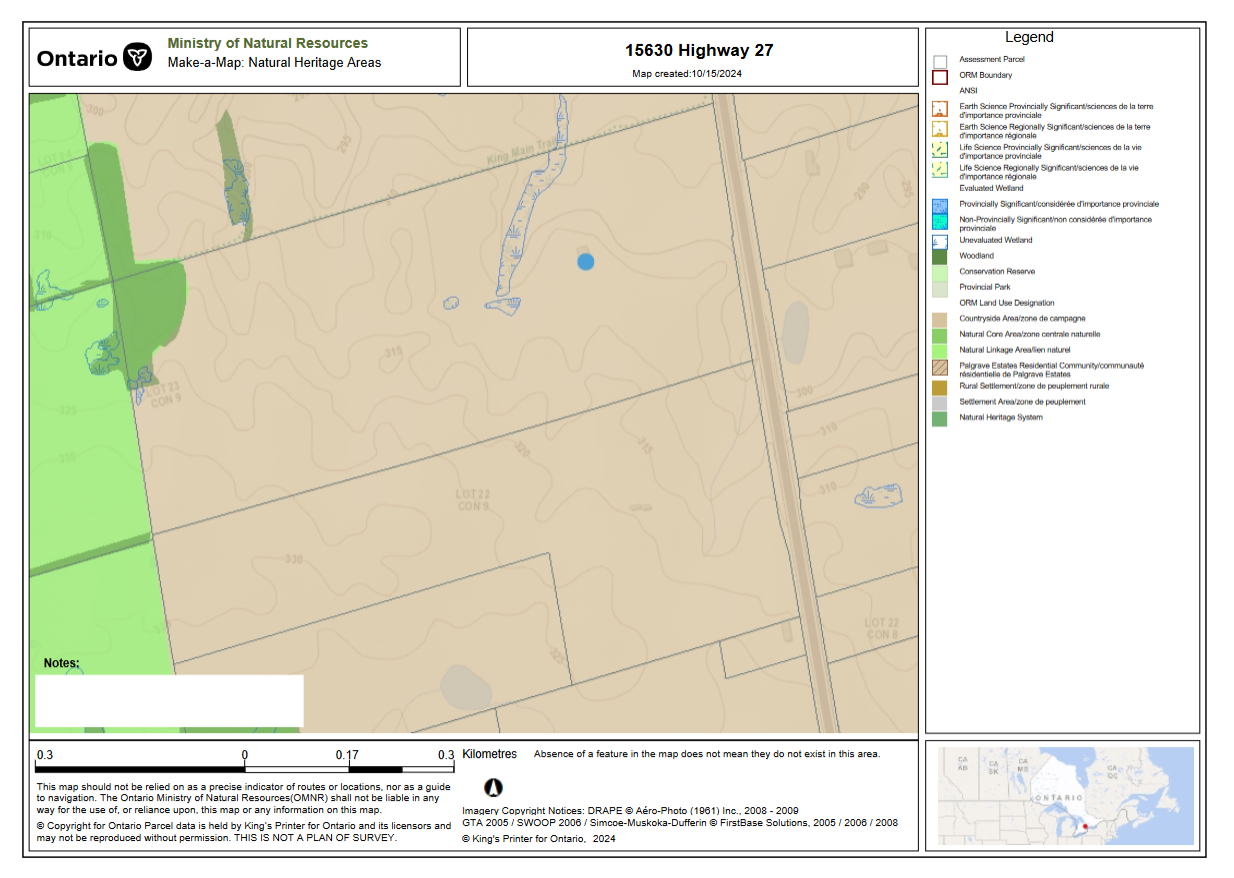 Ontario
Ministry of Natural Resources
Make-a-Map: Natural Heritage Areas
15630 Highway 27
Map created:10/15/2024
Legend
Assessment Parcel
ORM Boundary
ANSI
Earth Science Provincially Significant/sciences de la terre
d'importance provinciale
Earth Science Regionally Significant/sciences de la terre
d'importance régionale
Life Science Provincially Significant/sciences de la vie
d'importance provinciale
Life Science Regionally Significant/sciences de la vie
d'importance régionale
Evaluated Wetland
Provincially Significant/considérée d'importance provinciale
Non-Provincially Significant/non considérée d'importance
provinciale
Unevaluated Wetland
Woodland
Conservation Reserve
Provincial Park
ORM Land Use Designation
Countryside Area/zone de campagne
Natural Core Area/zone centrale naturelle
Natural Linkage Area/lien naturel
Palgrave Estates Residential Community/communauté
résidentielle de Palgrave Estates
Rural Settlement/zone de peuplement rurale
Settlement Area/zone de peuplement
Natural Heritage System
300
295
King Main Trail
290
295
310
315
LOT 23
CON 9
325
300
310
320
315
330
310
LOT 22
CON 9
330
LOT 22
CON 8
325
Notes:
0.3
0
0.17
0.3
Kilometres
Absence of a feature in the map does not mean they do not exist in this area.
This map should not be relied on as a precise indicator of routes or locations, nor as a guide
to navigation. The Ontario Ministry of Natural Resources(OMNR) shall not be liable in any
way for the use of, or reliance upon, this map or any information on this map.
© Copyright for Ontario Parcel data is held by King's Printer for Ontario and its licensors and
may not be reproduced without permission. THIS IS NOT A PLAN OF SURVEY.
Imagery Copyright Notices: DRAPE © Aéro-Photo (1961) Inc., 2008 - 2009
GTA 2005 / SWOOP 2006 / Simcoe-Muskoka-Dufferin © FirstBase Solutions, 2005 / 2006 / 2008
© King's Printer for Ontario, 2024
CA
AB
CA
SK
CA
MB
CA
QC
ONTARIO